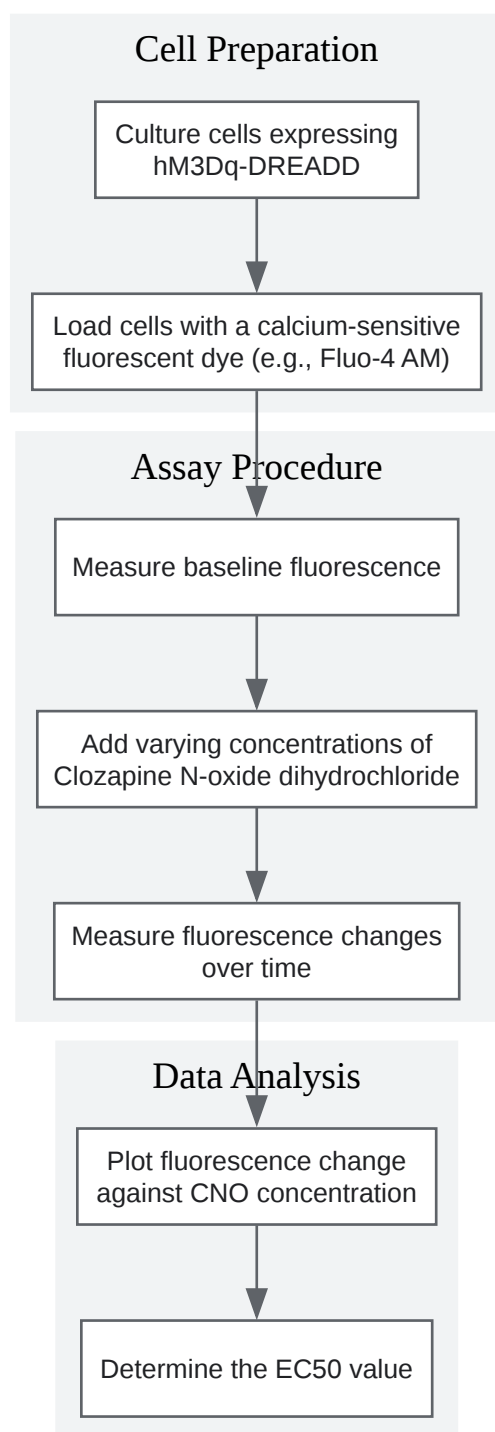 Cell Preparation
Culture cells expressing
hM3Dq-DREADD
Load cells with a calcium-sensitive
fluorescent dye (e.g., Fluo-4 AM)
Assay Procedure
Measure baseline fluorescence
Add varying concentrations of
Clozapine N-oxide dihydrochloride
Measure fluorescence changes
over time
Data Analysis
Plot fluorescence change
against CNO concentration
Determine the EC50 value